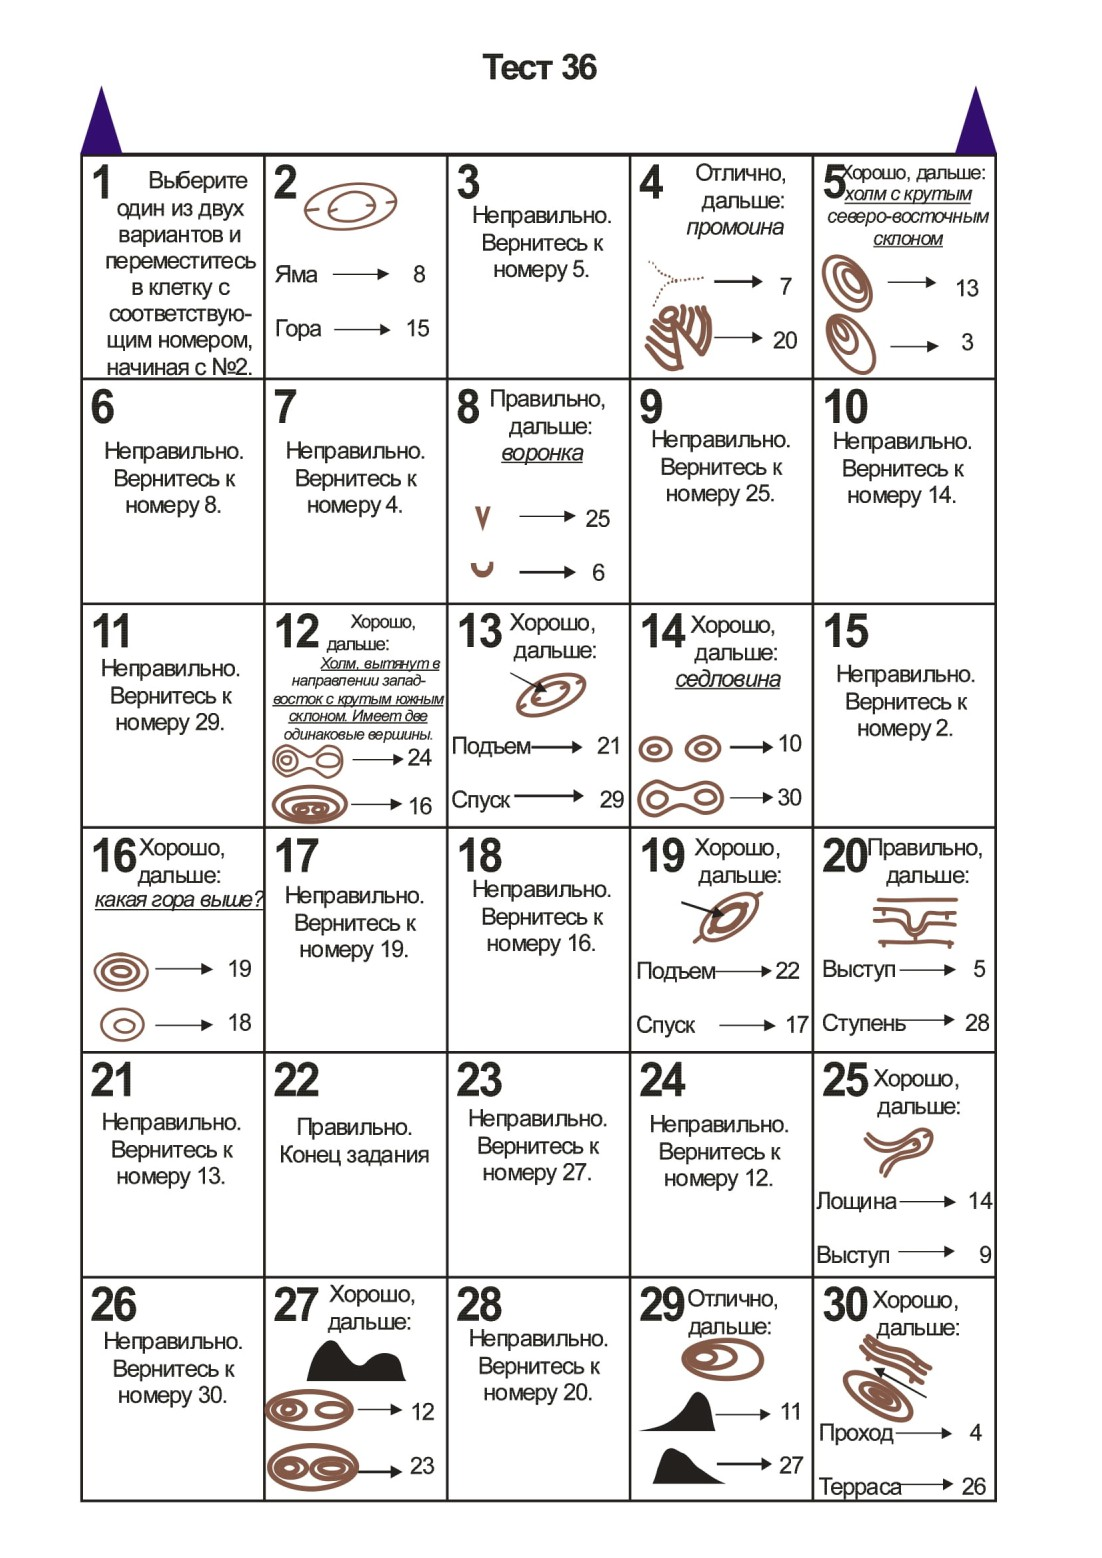 Тест 36
1 Выберите
один из двух
вариантов и
переместитесь
в клетку с
соответствую-
щим номером,
начиная с №2.
2
Яма 8
Гора 15
3
Неправильно.
Вернитесь к
номеру 5.
4 Отлично,
дальше:
промоина
7
20
5 Хорошо, дальше:
холм с крутым
северо-восточным
склоном
13
3
6
Неправильно.
Вернитесь к
номеру 8.
7
Неправильно.
Вернитесь к
номеру 4.
8 Правильно,
дальше:
воронка
25
6
9
Неправильно.
Вернитесь к
номеру 25.
10
Неправильно.
Вернитесь к
номеру 14.
11
Неправильно.
Вернитесь к
номеру 29.
12 Хорошо,
дальше:
Холм, вытянут в
направлении запад-
восток с крутым южным
склоном. Имеет две
одинаковые вершины.
24
16
13 Хорошо,
дальше:
Подъем 21
Спуск 29
14 Хорошо,
дальше:
седловина
10
30
15
Неправильно.
Вернитесь к
номеру 2.
16 Хорошо,
дальше:
какая гора выше?
19
18
17
Неправильно.
Вернитесь к
номеру 19.
18
Неправильно.
Вернитесь к
номеру 16.
19 Хорошо,
дальше:
Подъем 22
Спуск 17
20 Правильно,
дальше:
Выступ 5
Ступень 28
21
Неправильно.
Вернитесь к
номеру 13.
22
Правильно.
Конец задания
23
Неправильно.
Вернитесь к
номеру 27.
24
Неправильно.
Вернитесь к
номеру 12.
25 Хорошо,
дальше:
Лощина 14
Выступ 9
26
Неправильно.
Вернитесь к
номеру 30.
27 Хорошо,
дальше:
12
23
28
Неправильно.
Вернитесь к
номеру 20.
29 Отлично,
дальше:
11
27
30 Хорошо,
дальше:
Проход 4
Терраса 26